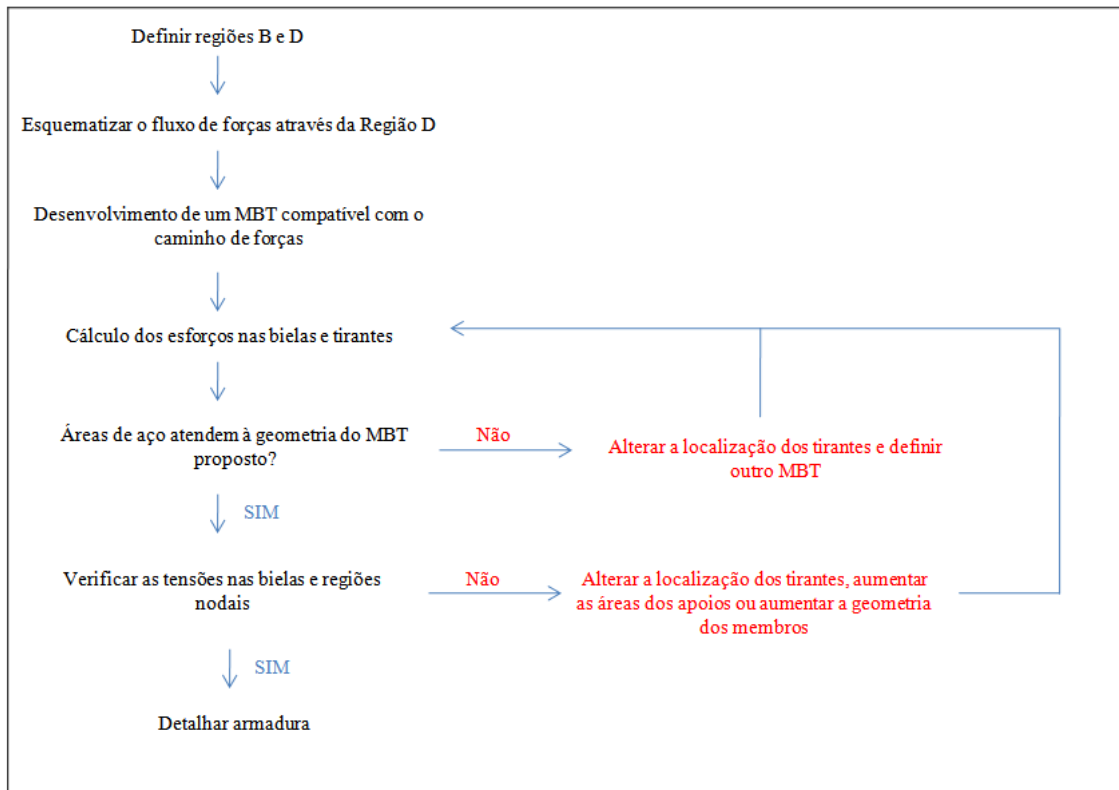 Definir regiões B e D
Esquematizar o fluxo de forças através da Região D
Desenvolvimento de um MBT compatível com o
caminho de forças
Cálculo dos esforços nas bielas e tirantes
Áreas de aço atendem à geometria do MBT
proposto?
Não
Alterar a localização dos tirantes e definir
outro MBT
SIM
Verificar as tensões nas bielas e regiões
nodais
Não
Alterar a localização dos tirantes, aumentar
as áreas dos apoios ou aumentar a geometria
dos membros
SIM
Detalhar armadura